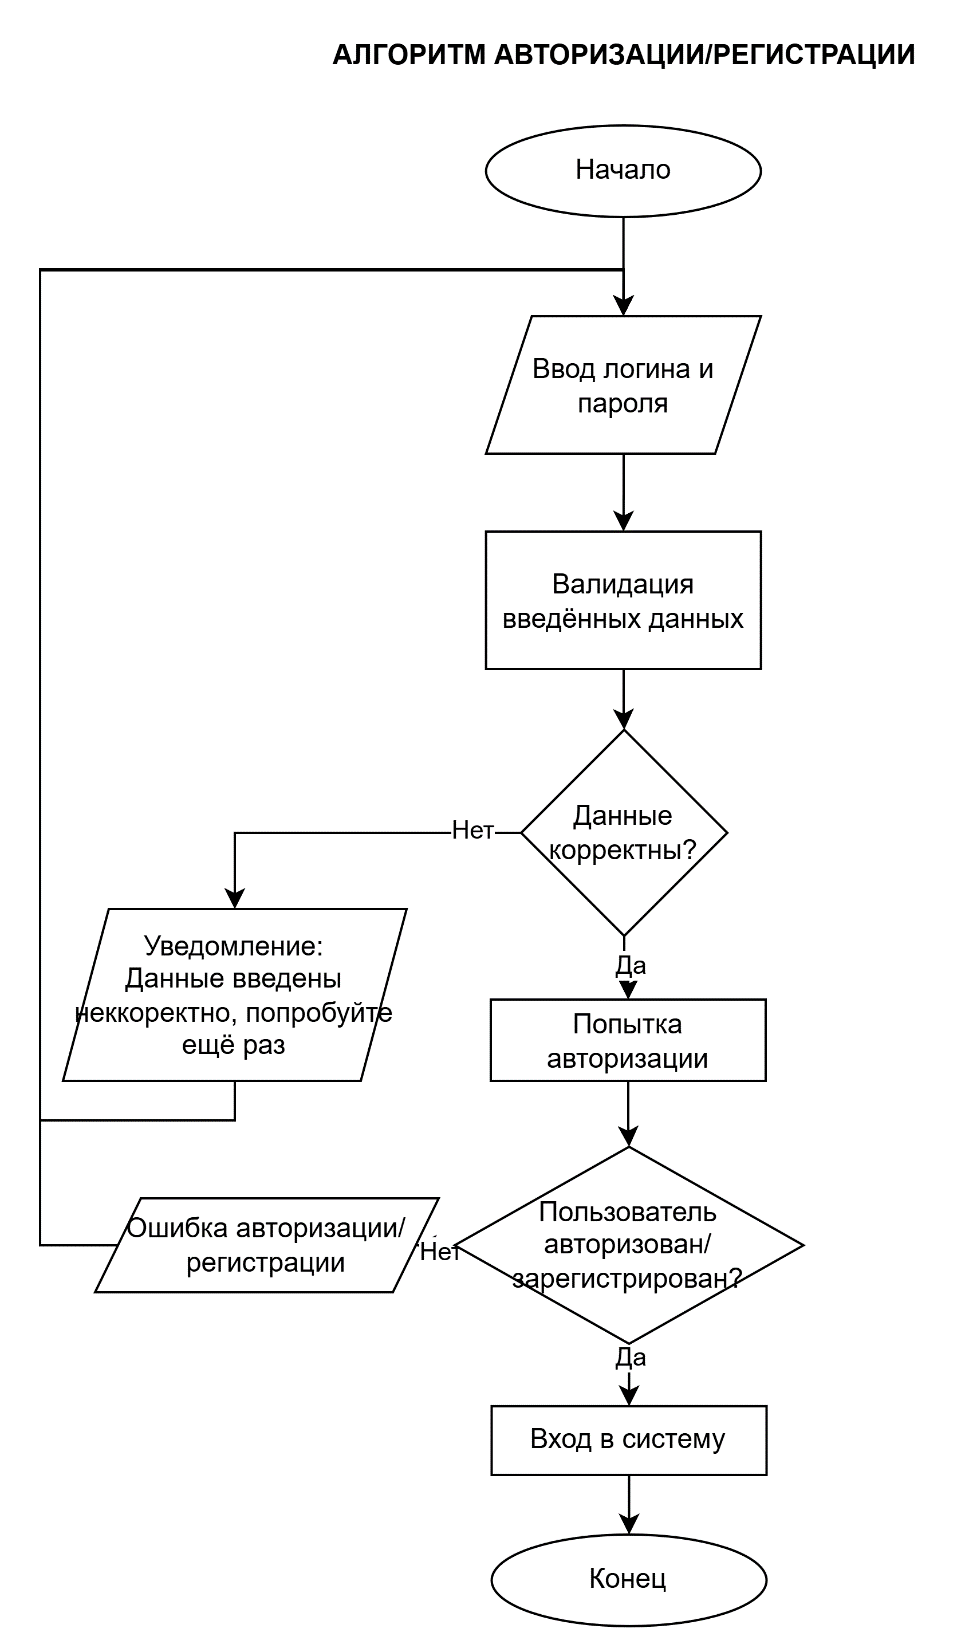 АЛГОРИТМ АВТОРИЗАЦИИ/РЕГИСТРАЦИИ
Начало
Ввод логина и
пароля
Валидация
введённых данных
Данные
корректны?
Нет
Уведомление:
Данные введены
неккоректно, попробуйте
ещё раз
Да
Попытка
авторизации
Пользователь
авторизован/
зарегистрирован?
Нет
Ошибка авторизации/
регистрации
Да
Вход в систему
Конец